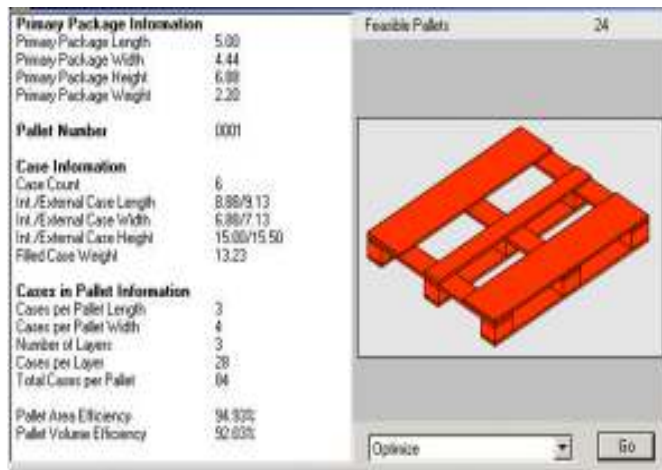 Primary Package Information
Primary Package Length 5.00
Primary Package Width 4.44
Primary Package Height 6.88
Primary Package Weight 2.20
Pallet Number 0001
Case Information
Case Count 6
Int./External Case Length 8.88/9.13
Int./External Case Width 6.88/7.13
Int./External Case Height 15.00/15.50
Filled Case Weight 13.23
Cases in Pallet Information
Cases per Pallet Length 3
Cases per Pallet Width 4
Number of Layers 3
Cases per Layer 28
Total Cases per Pallet 84
Pallet Area Efficiency 94.93%
Pallet Volume Efficiency 92.03%
Feasible Pallets 24
Optimize
Go